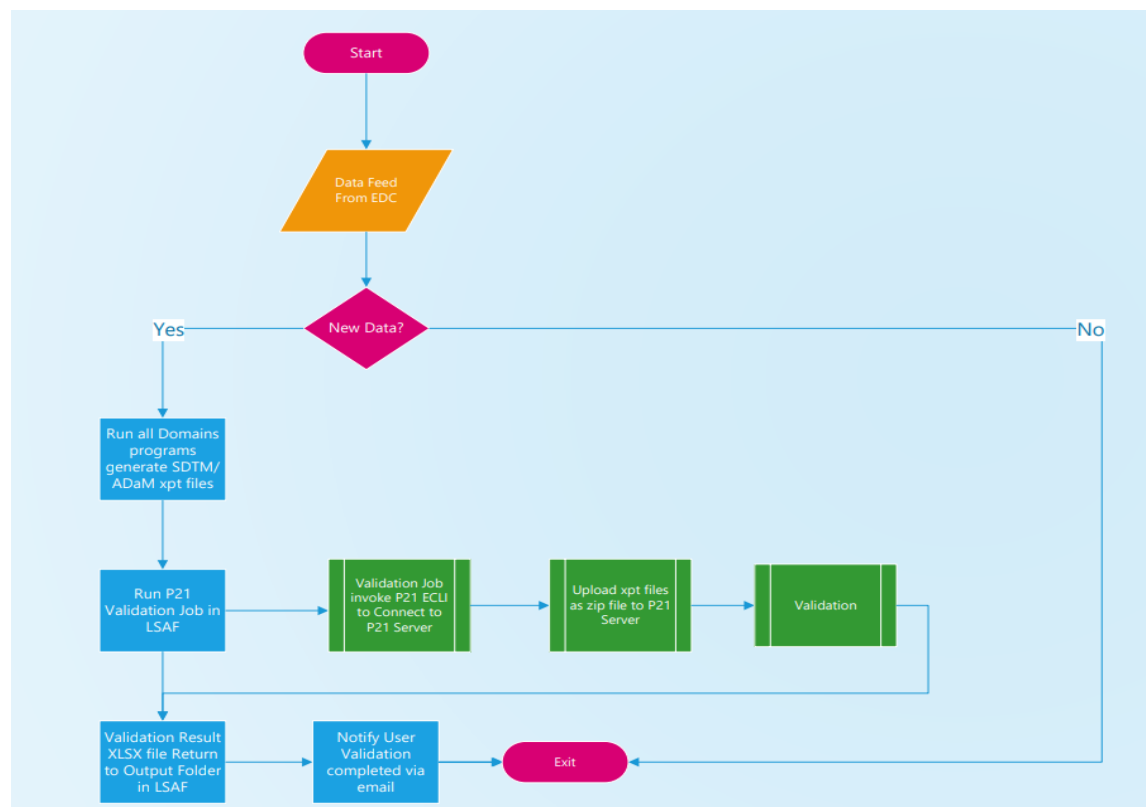 Start
Data Feed
From EDC
New Data?
Yes
No
Run all Domains
programs
generate SDTM/
ADaM xpt files
Run P21
Validation Job in
LSAF
Validation Job
invoke P21 ECLI
to Connect to
P21 Server
Upload xpt files
as zip file to P21
Server
Validation
Validation Result
XLSX file Return
to Output Folder
in LSAF
Notify User
Validation
completed via
email
Exit